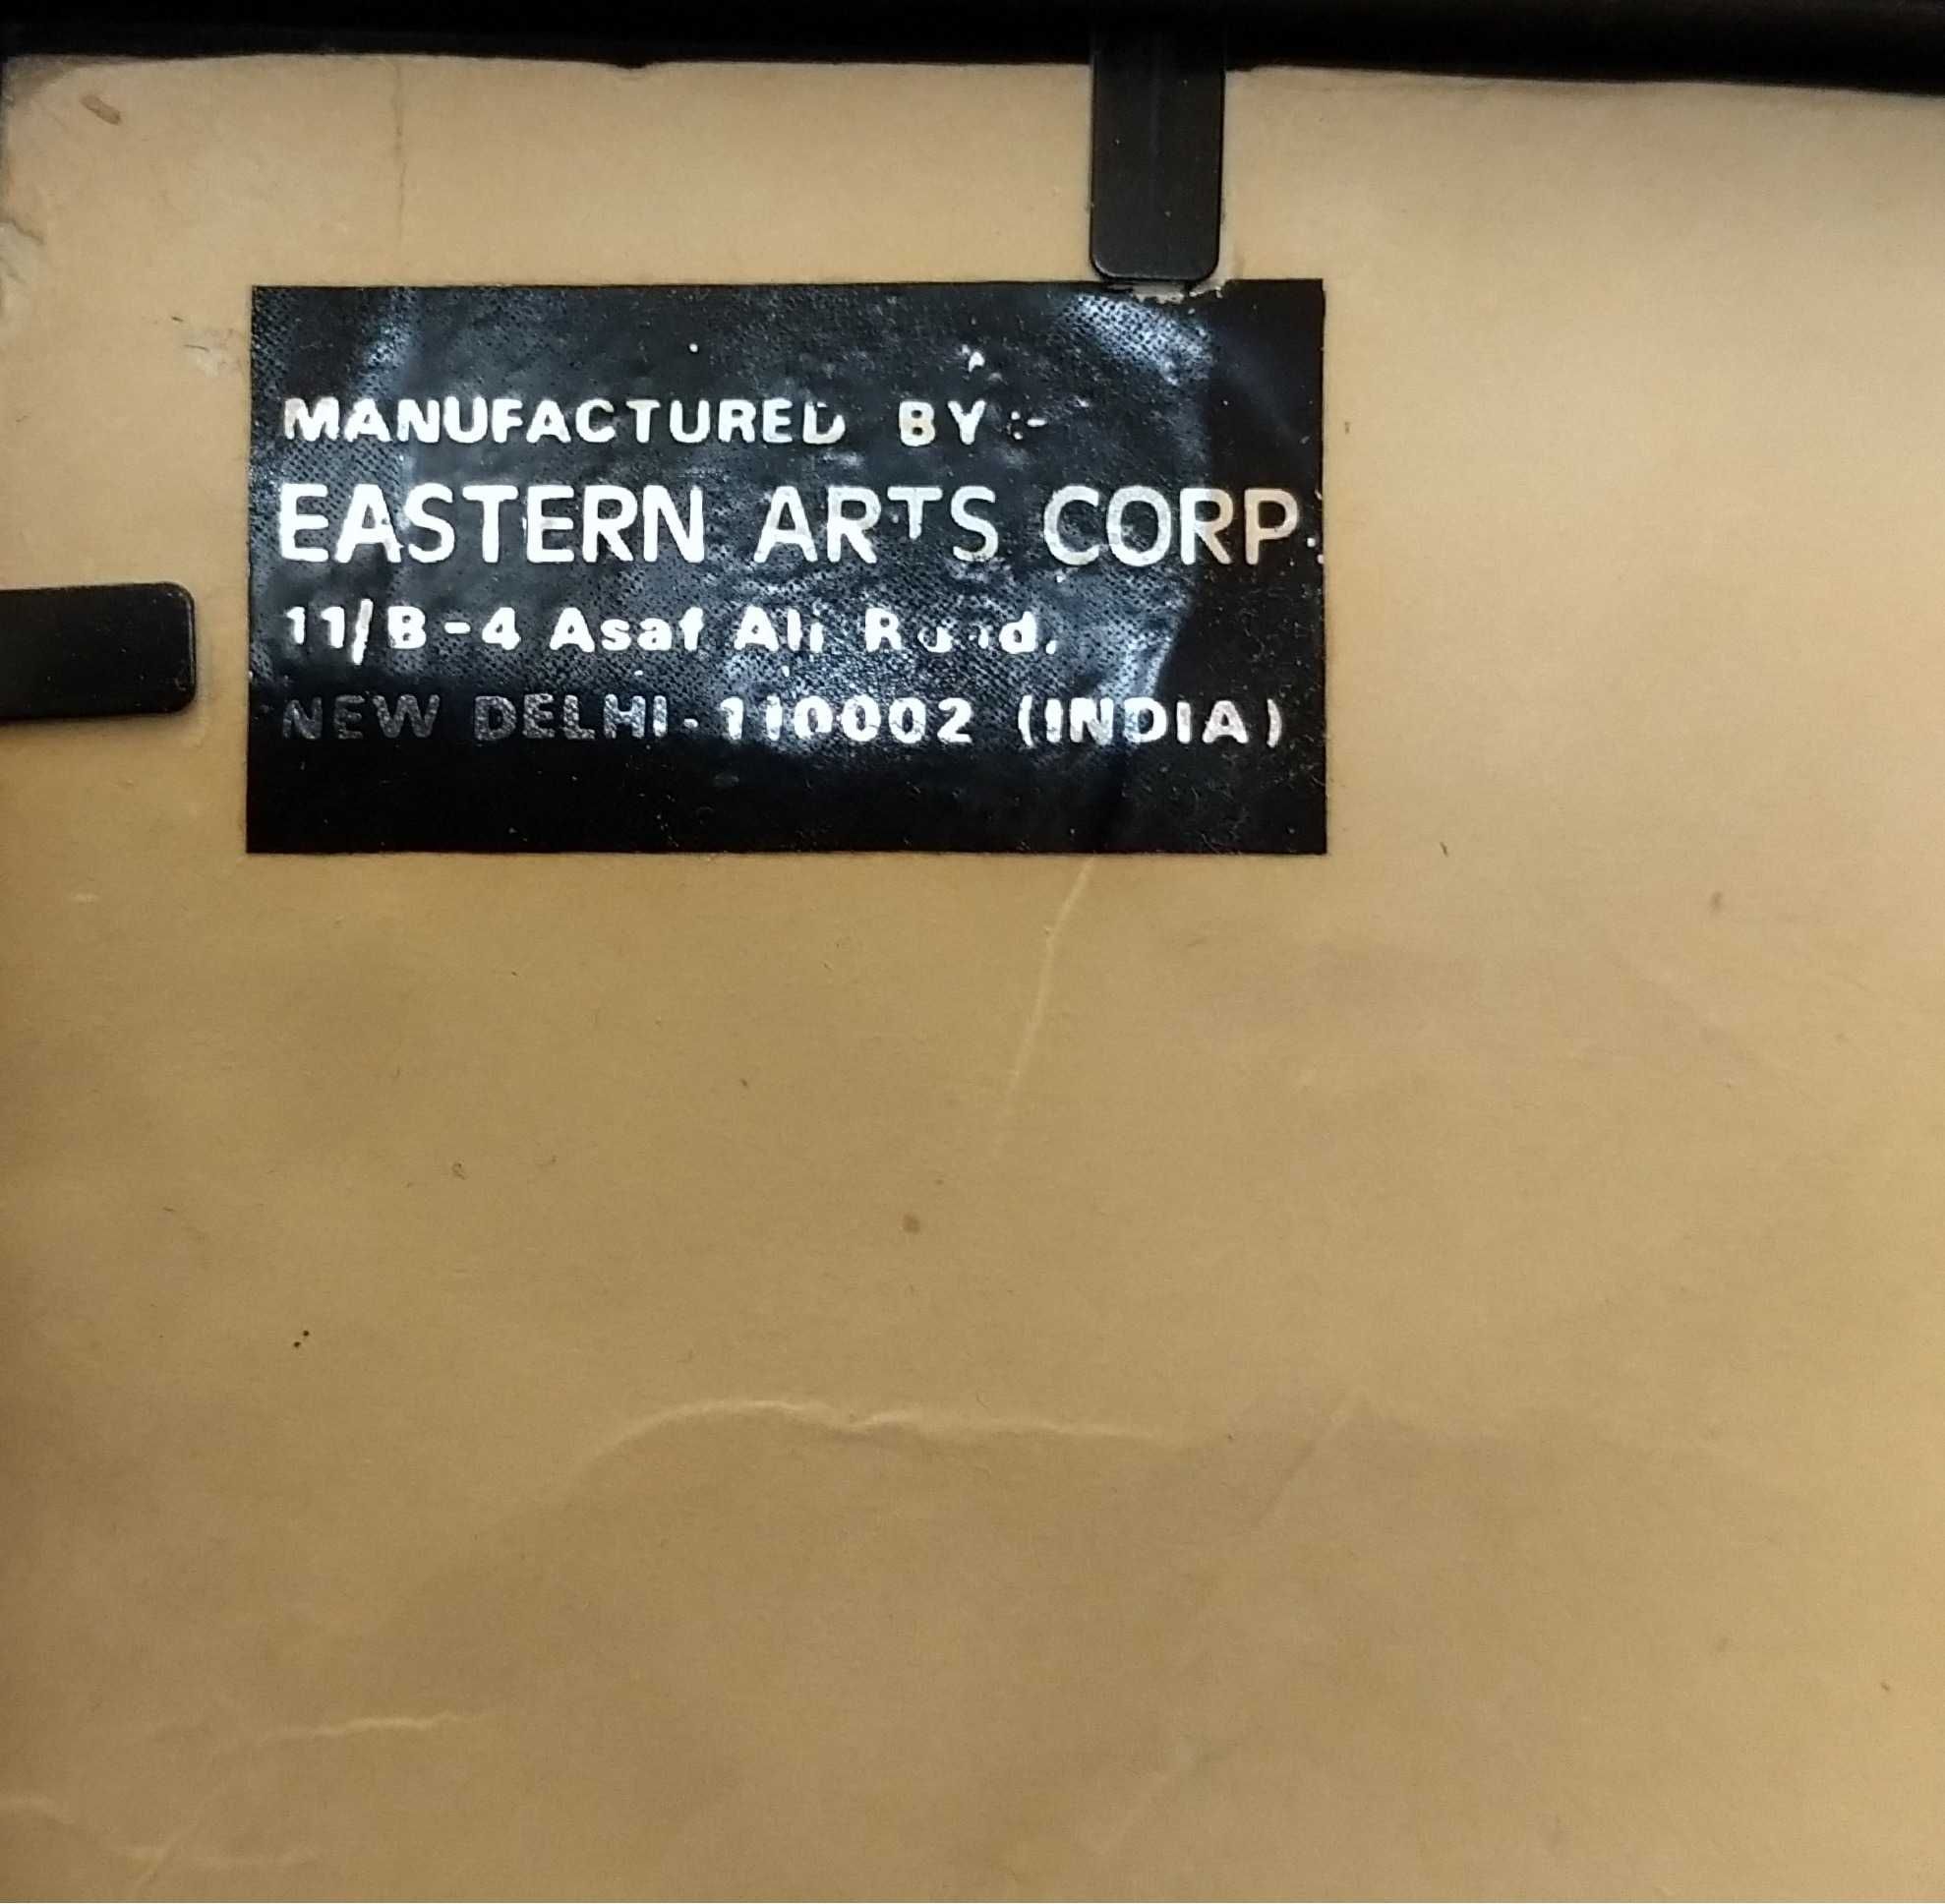 MANUFACTURED BY :-
EASTERN ARTS CORP.
11/B-4 Asaf Ali Road.
NEW DELHI-110002 (INDIA)